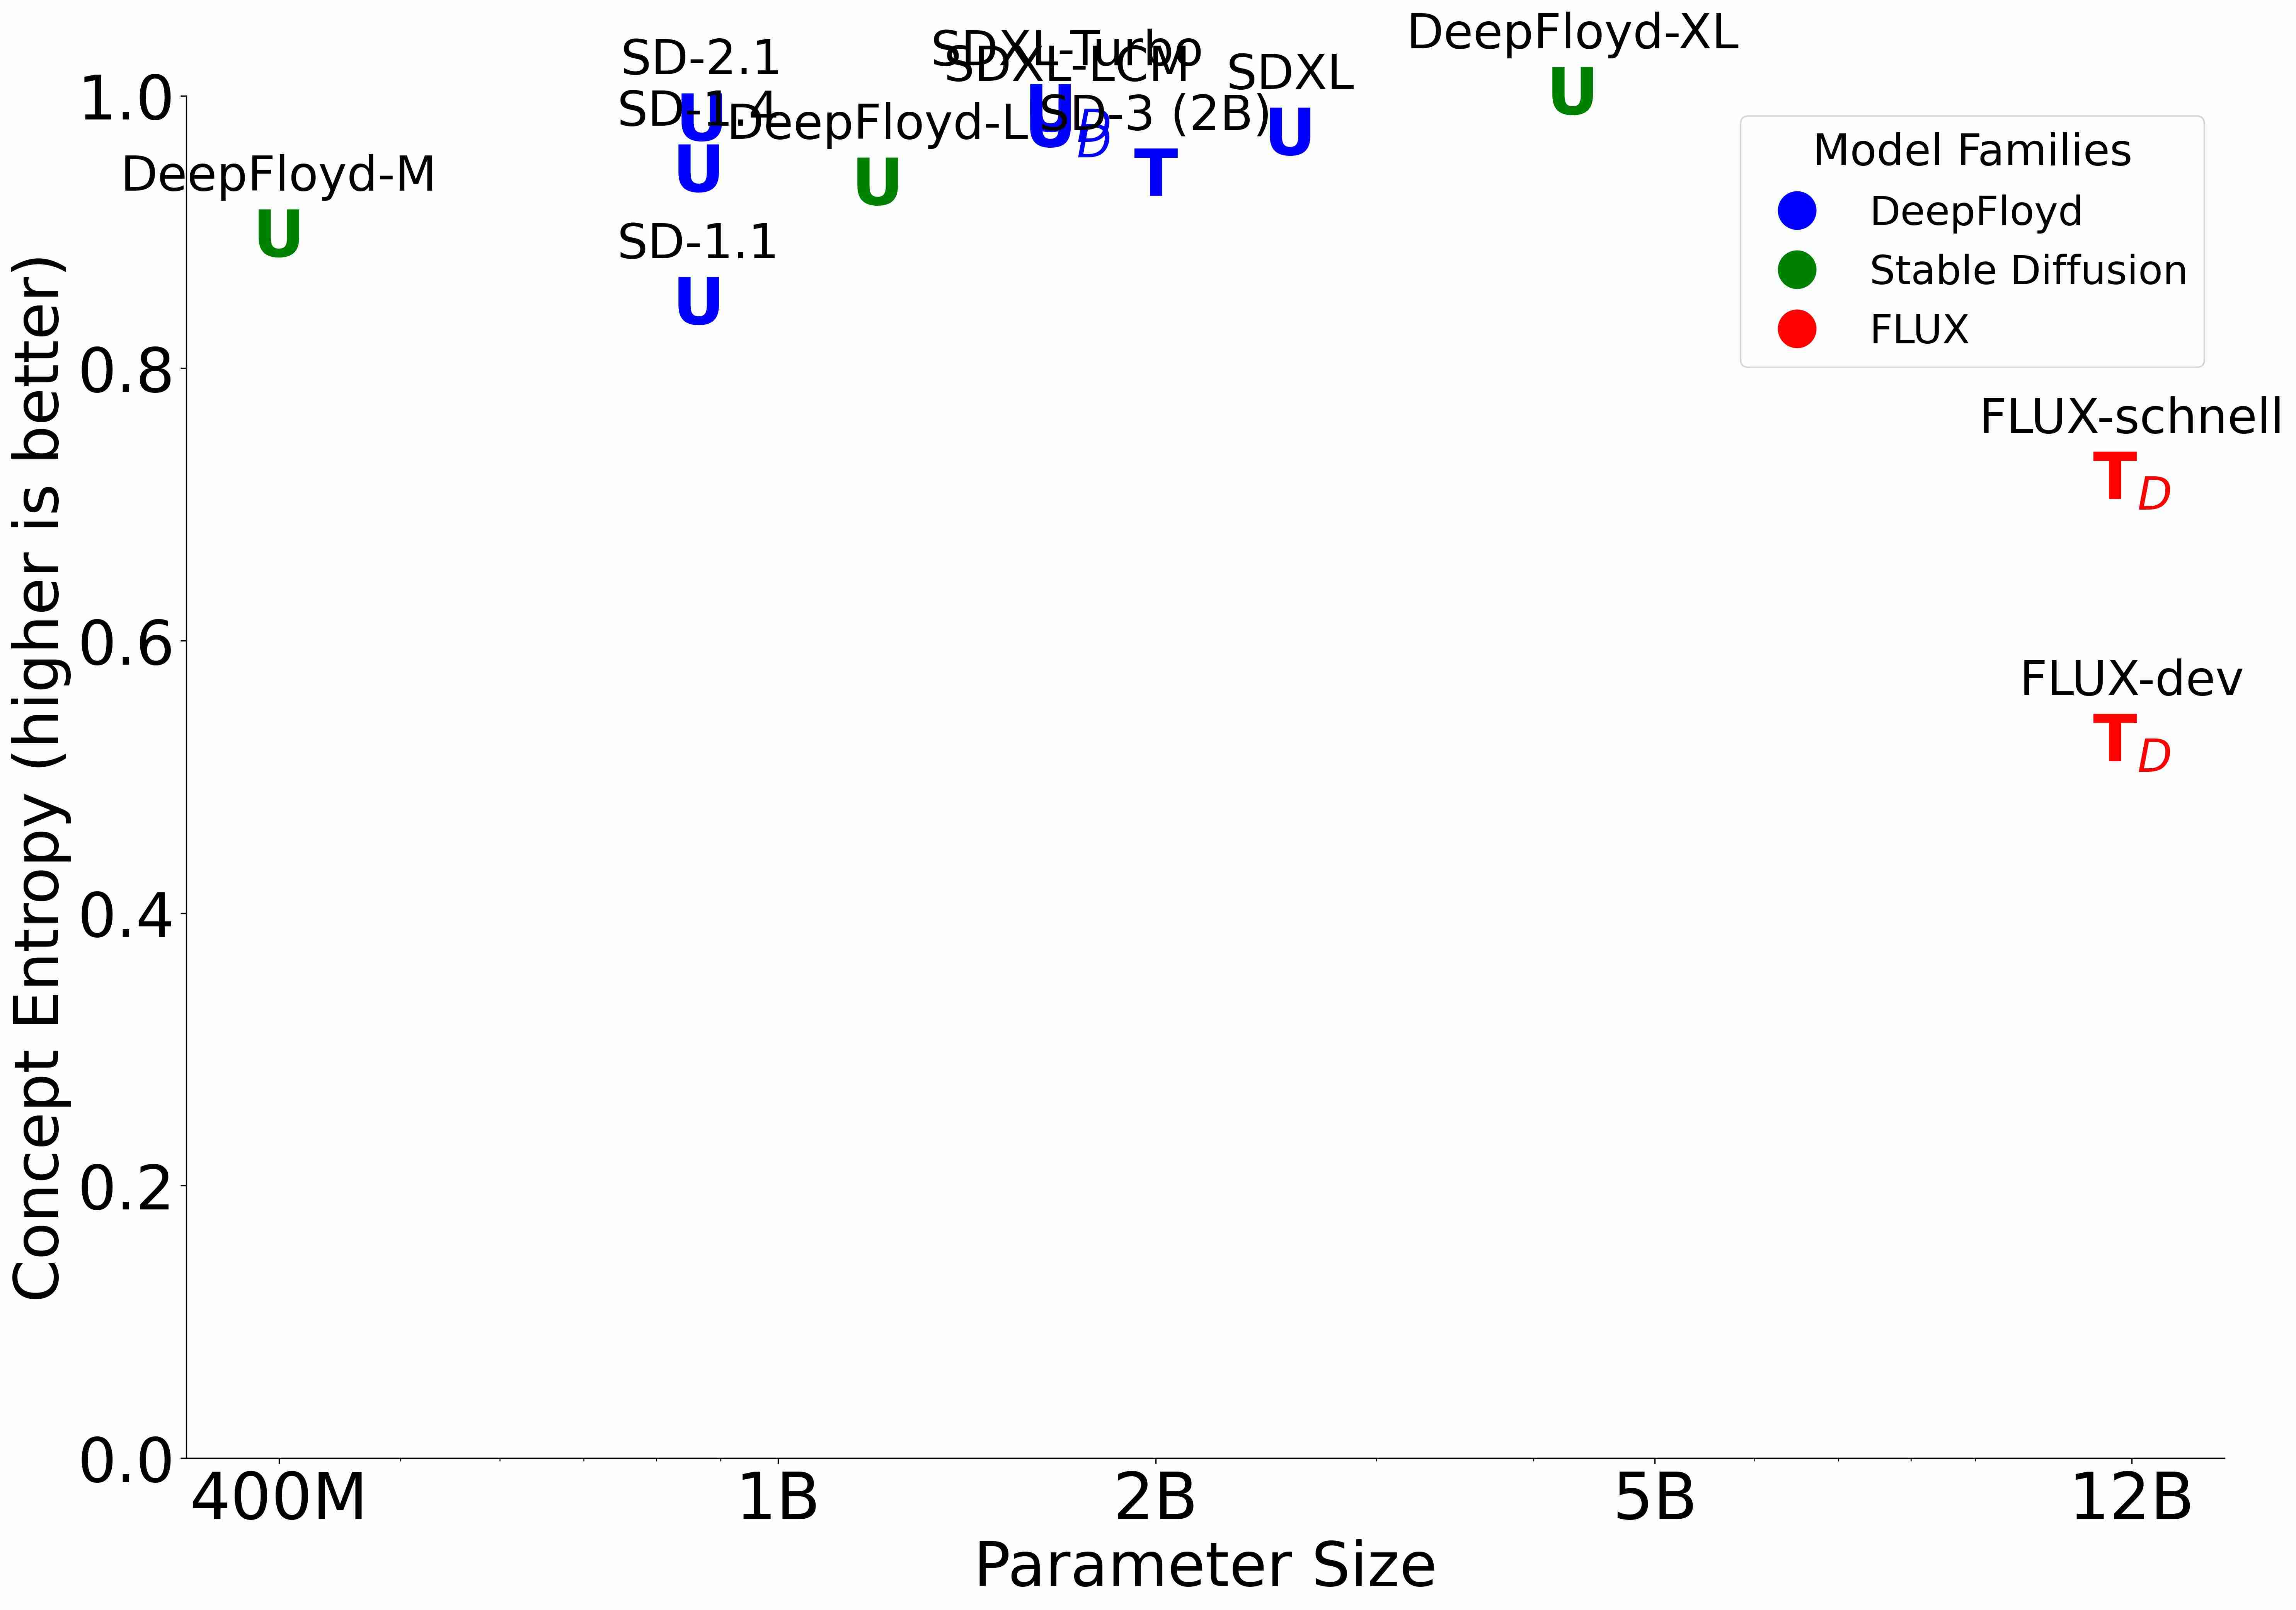 DeepFloyd-XL
SDXL-Turbo
SD-2.1
SDXL-LCM
SDXL
U
1.0
SD-1.4
U
DeepFloyd-L
U
U
D
D
SD-3 (2B)
U
Model Families
DeepFloyd-M
U
U
T
DeepFloyd
U
SD-1.1
Stable Diffusion
U
FLUX
0.8
FLUX-schnell
T D
0.6
FLUX-dev
T D
0.4
0.2
0.0
400M
1B
2B
5B
12B
Concept Entropy (higher is better)
Parameter Size